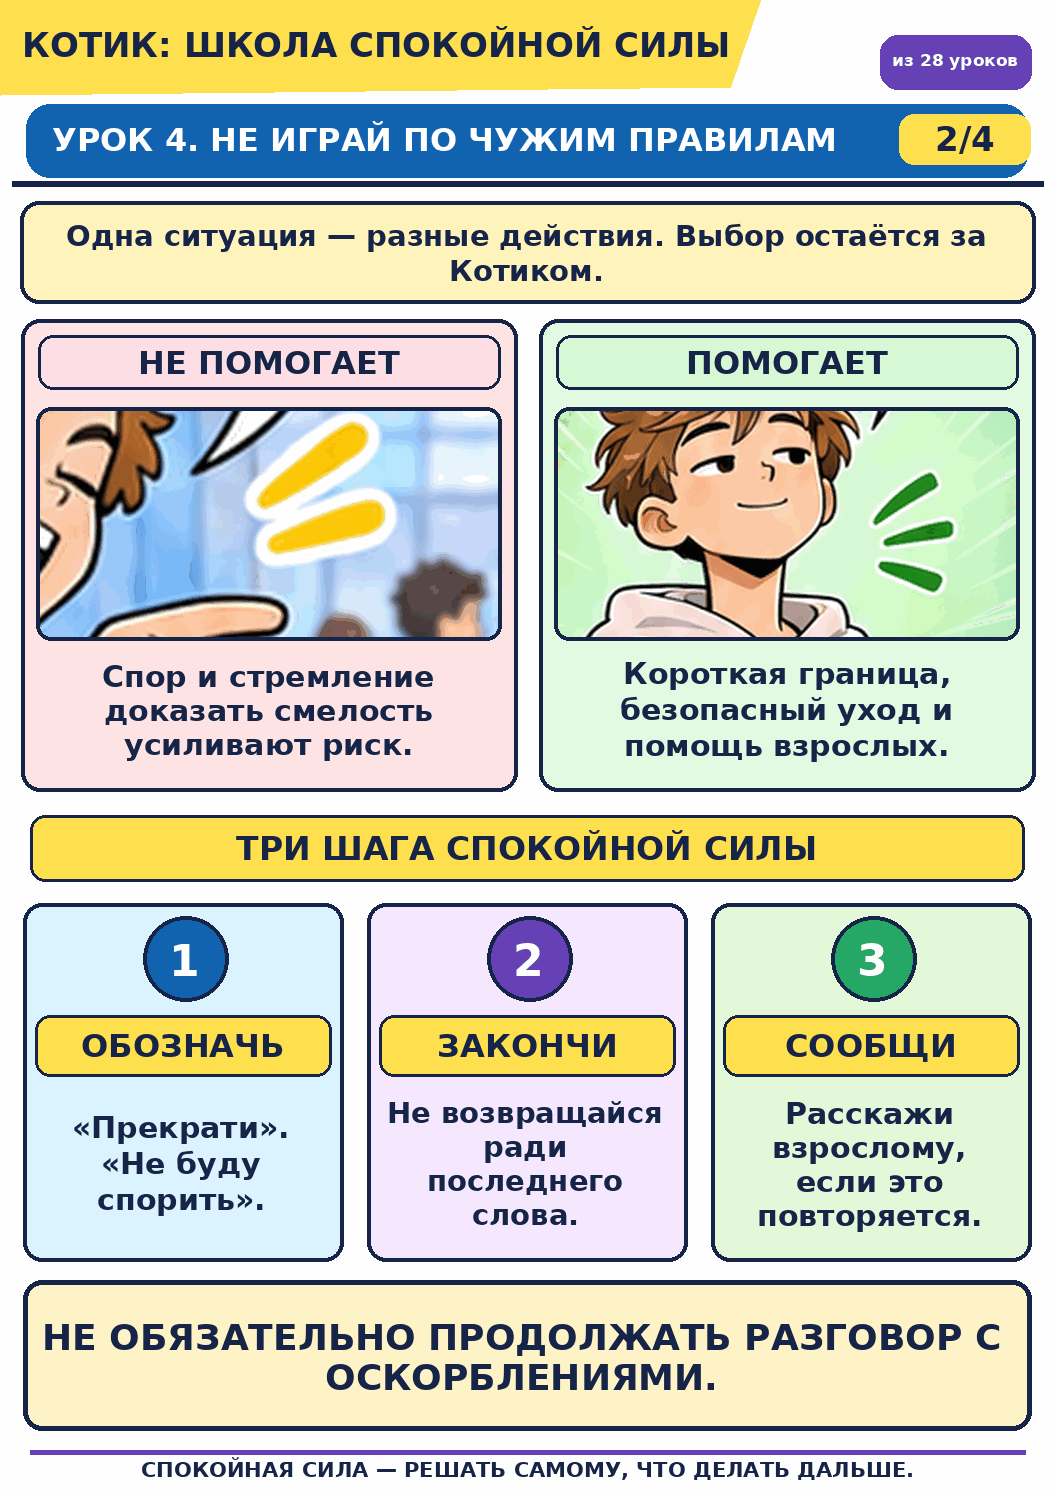 КОТИК: ШКОЛА СПОКОЙНОЙ СИЛЫ
из 28 уроков
УРОК 4. НЕ ИГРАЙ ПО ЧУЖИМ ПРАВИЛАМ
2/4
Одна ситуация — разные действия. Выбор остаётся за
Котиком.
НЕ ПОМОГАЕТ
Спор и стремление
доказать смелость
усиливают риск.
ПОМОГАЕТ
Короткая граница,
безопасный уход и
помощь взрослых.
ТРИ ШАГА СПОКОЙНОЙ СИЛЫ
1
ОБОЗНАЧЬ
«Прекрати».
«Не буду
спорить».
2
ЗАКОНЧИ
Не возвращайся
ради
последнего
слова.
3
СООБЩИ
Расскажи
взрослому,
если это
повторяется.
НЕ ОБЯЗАТЕЛЬНО ПРОДОЛЖАТЬ РАЗГОВОР С
ОСКОРБЛЕНИЯМИ.
СПОКОЙНАЯ СИЛА — РЕШАТЬ САМОМУ, ЧТО ДЕЛАТЬ ДАЛЬШЕ.